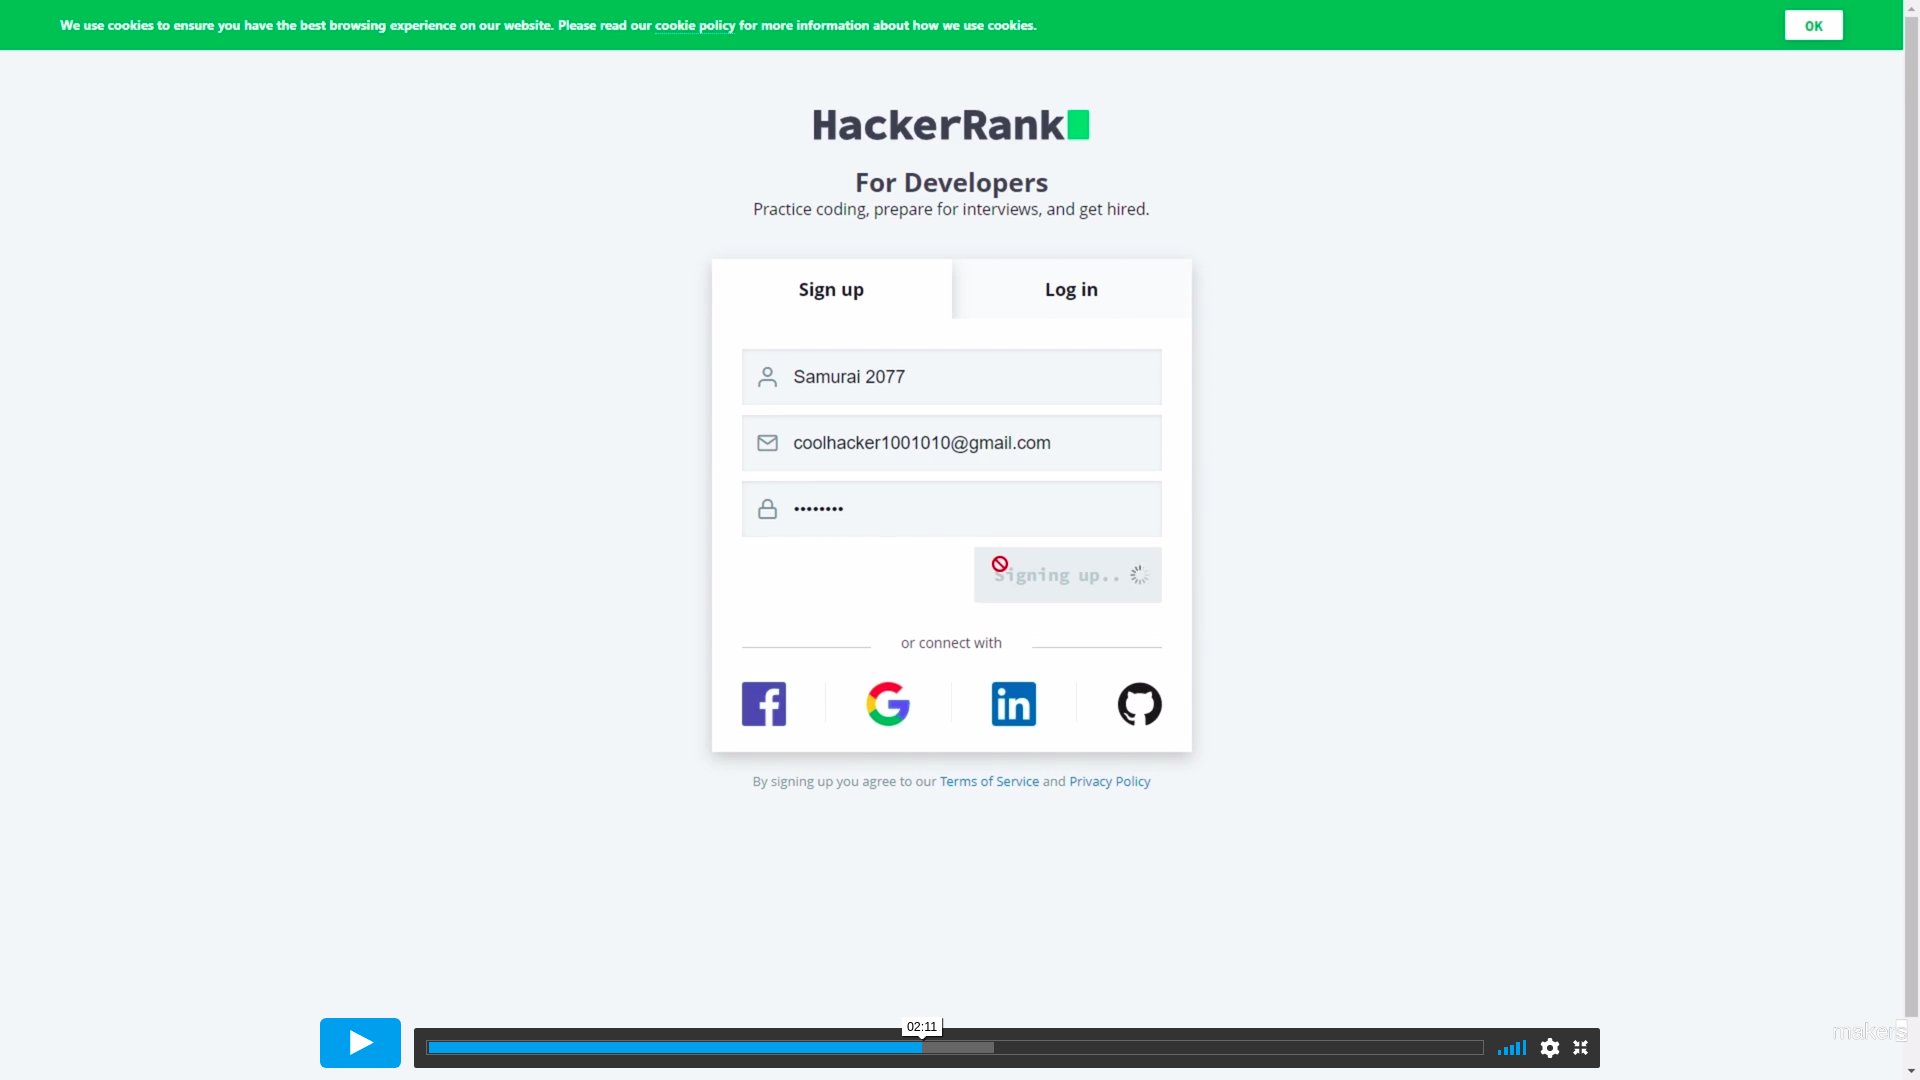 We use cookies to ensure you have the best browsing experience on our website. Please read our cookie policy for more information about how we use cookies.
OK
HackerRank
For Developers
Practice coding, prepare for interviews, and get hired.
Sign up
Log in
Samurai 2077
coolhacker1001010@gmail.com
••••••••
Signing up..
or connect with
By signing up you agree to our Terms of Service and Privacy Policy
02:11
makers